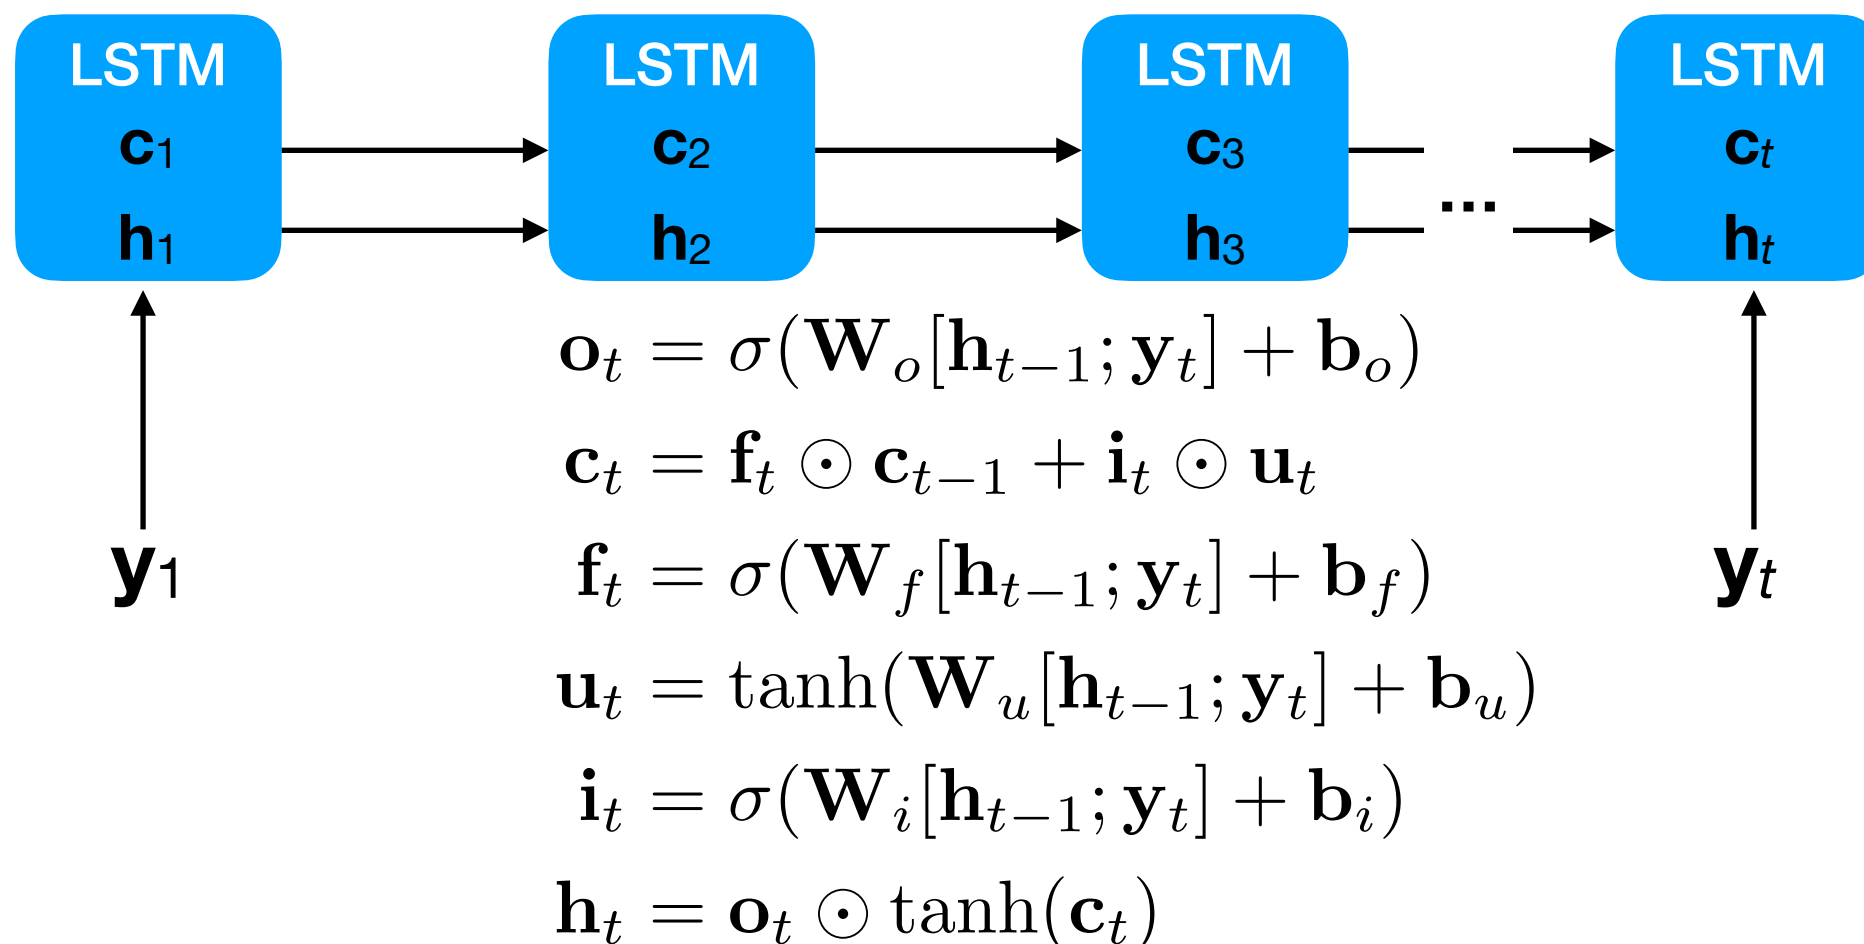 LSTM LSTM LSTM LSTM
c₁ c₂ c₃ cₜ
...
h₁ h₂ h₃ hₜ
oₜ = σ(Wₒ[hₜ₋₁; yₜ] + bₒ)
cₜ = fₜ ⊙ cₜ₋₁ + iₜ ⊙ uₜ
y₁ fₜ = σ(W_f[hₜ₋₁; yₜ] + b_f) yₜ
uₜ = tanh(Wᵤ[hₜ₋₁; yₜ] + bᵤ)
iₜ = σ(Wᵢ[hₜ₋₁; yₜ] + bᵢ)
hₜ = oₜ ⊙ tanh(cₜ)